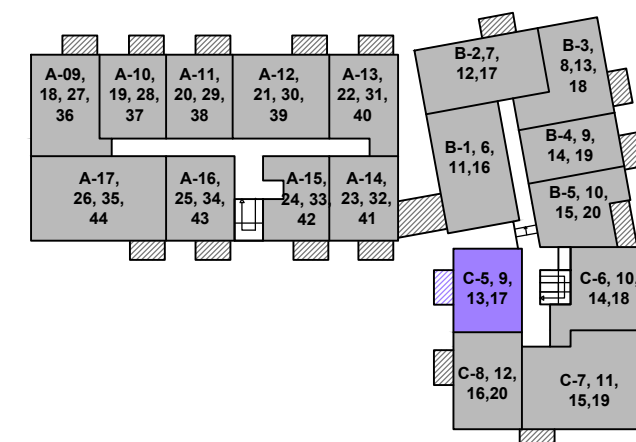 A-09,
18, 27,
36
A-10,
19, 28,
37
A-11,
20, 29,
38
A-12,
21, 30,
39
A-13,
22, 31,
40
A-17,
26, 35,
44
A-16,
25, 34,
43
A-15,
24, 33,
42
A-14,
23, 32,
41
B-2,7,
12,17
B-3,
8,13,
18
B-1, 6,
11,16
B-4, 9,
14, 19
B-5, 10,
15, 20
C-5, 9,
13,17
C-6, 10,
14,18
C-8, 12,
16,20
C-7, 11,
15,19